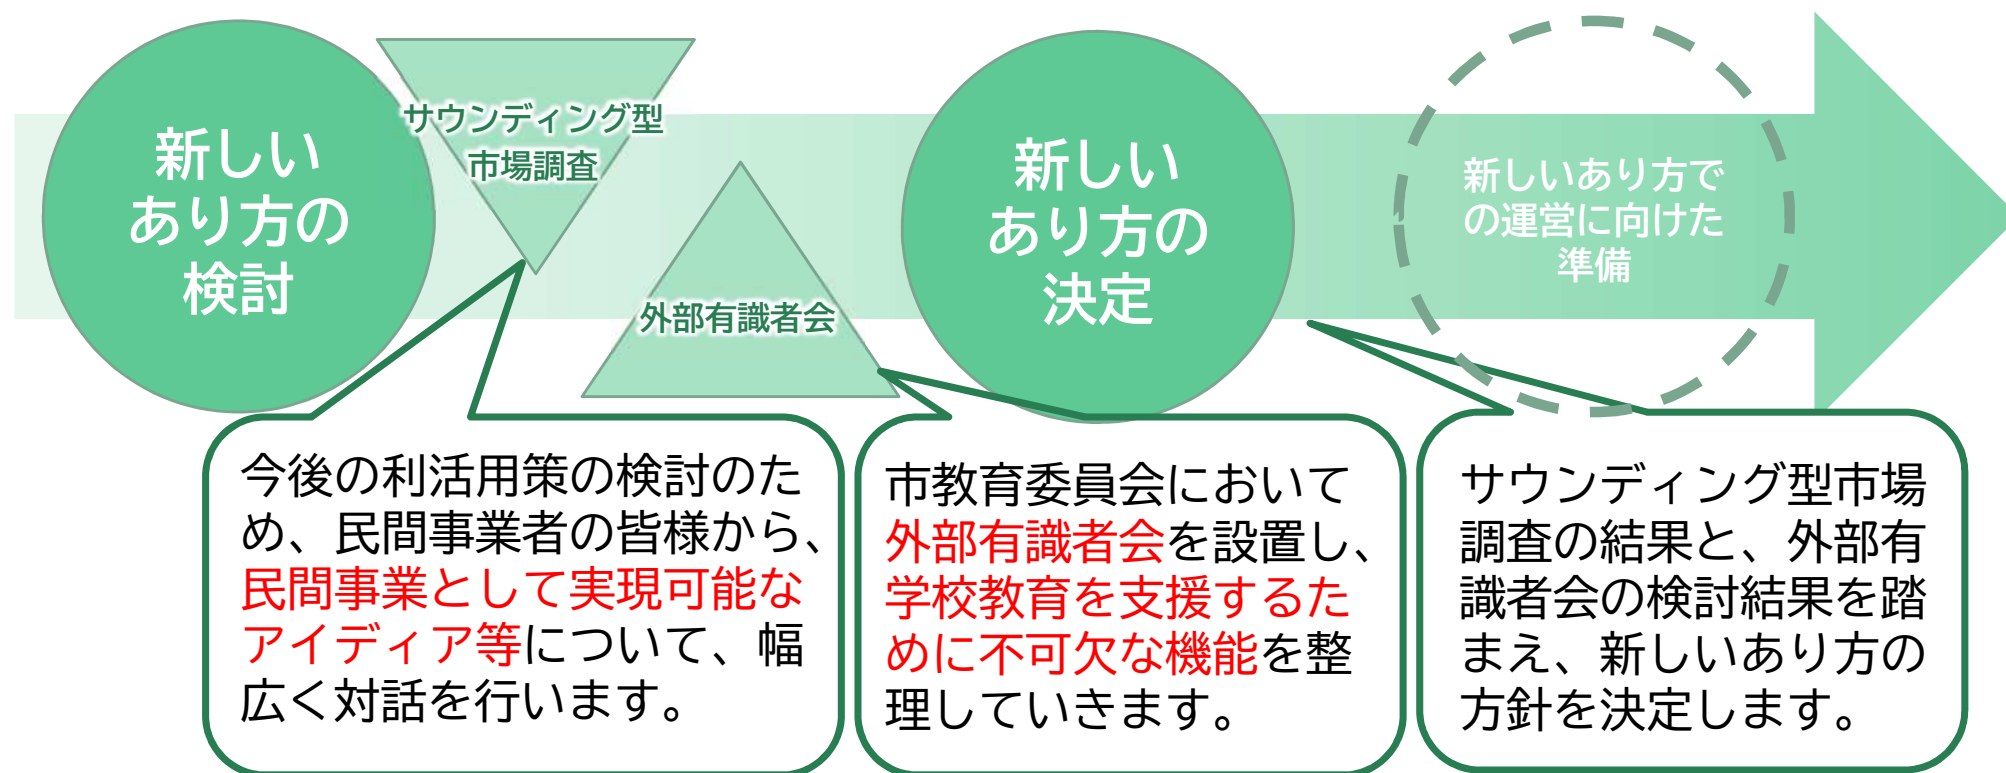 新しい
あり方の
検討
サウンディング型
市場調査
外部有識者会
新しい
あり方の
決定
新しいあり方で
の運営に向けた
準備
今後の利活用策の検討のた
め、民間事業者の皆様から、
民間事業として実現可能な
アイディア等について、幅
広く対話を行います。
市教育委員会において
外部有識者会を設置し、
学校教育を支援するた
めに不可欠な機能を整
理していきます。
サウンディング型市場
調査の結果と、外部有
識者会の検討結果を踏
まえ、新しいあり方の
方針を決定します。